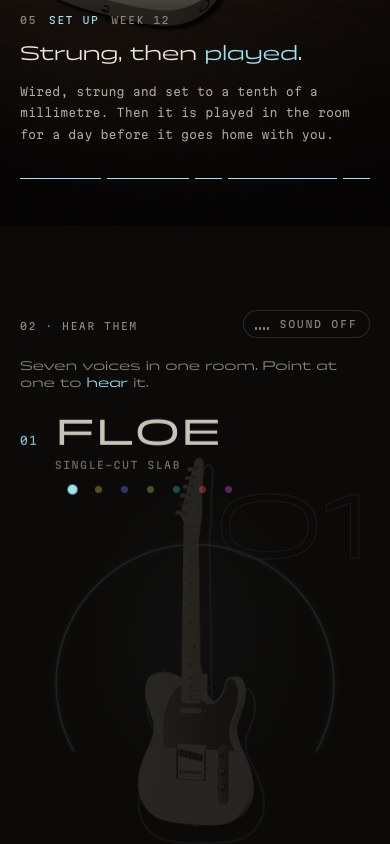 05 SET UP WEEK 12
Strung, then played.
Wired, strung and set to a tenth of a
millimetre. Then it is played in the room
for a day before it goes home with you.
02 · HEAR THEM
SOUND OFF
Seven voices in one room. Point at
one to hear it.
01 FLOE
SINGLE-CUT SLAB
01